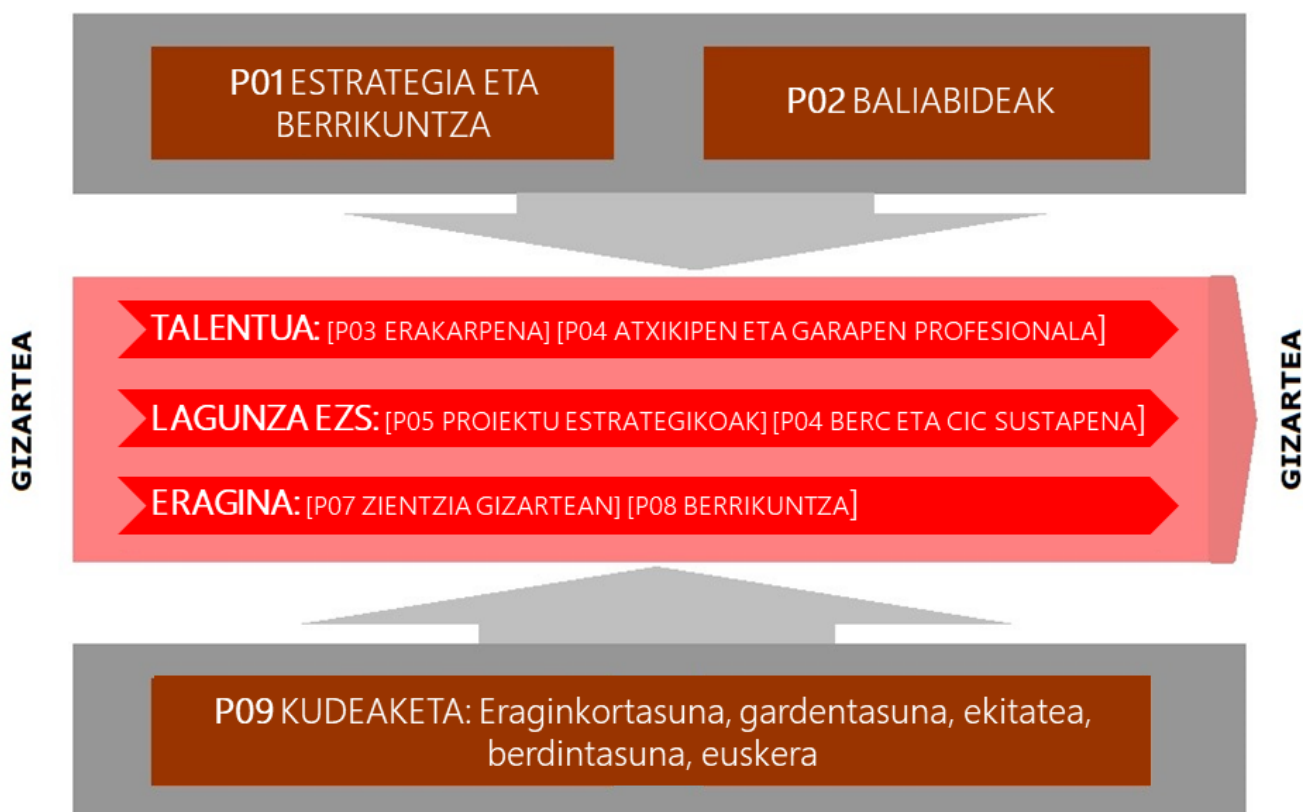 P01 ESTRATEGIA ETA
BERRIKUNTZA
P02 BALIABIDEAK
GIZARTEA
TALENTUA: [P03 ERAKARPENA] [P04 ATXIKIPEN ETA GARAPEN PROFESIONALA]
LAGUNZA EZS: [P05 PROIEKTU ESTRATEGIKOAK] [P04 BERC ETA CIC SUSTAPENA]
ERAGINA: [P07 ZIENTZIA GIZARTEAN] [P08 BERRIKUNTZA]
GIZARTEA
P09 KUDEAKETA: Eraginkortasuna, gardentasuna, ekitatea,
berdintasuna, euskera